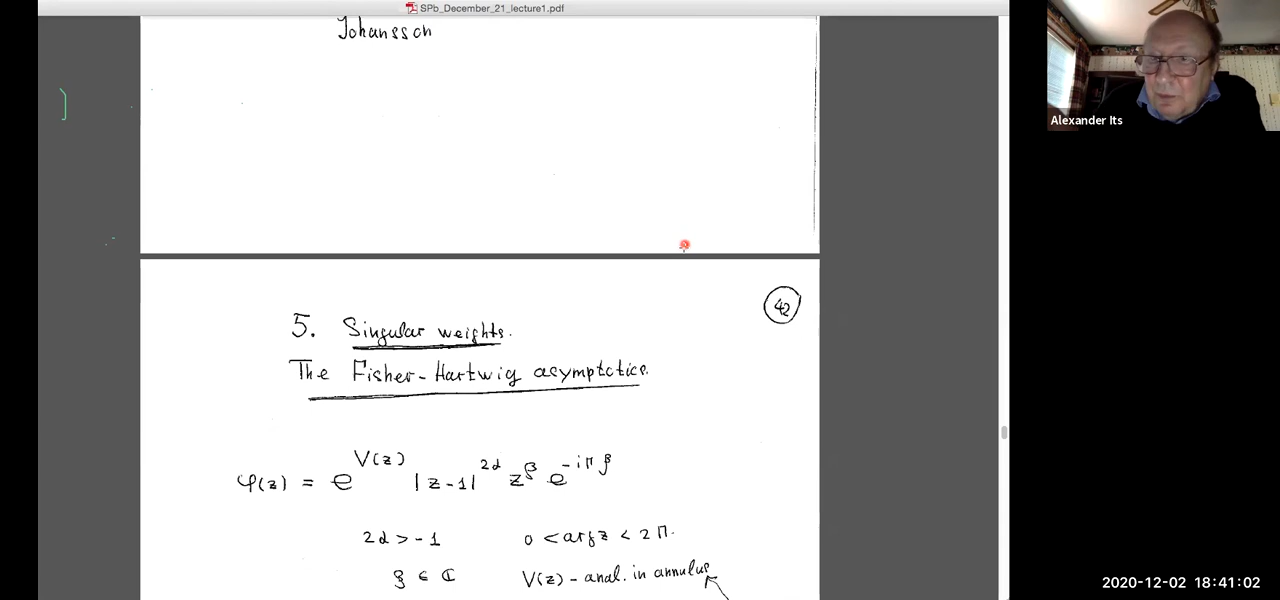 SPb_December_21_lecture1.pdf
Johansson
Alexander Its
42
5. Singular weights.
The Fisher-Hartwig asymptotics.
φ(z) = e^{V(z)} |z-1|^{2α} z^β e^{-iπβ}
2α > -1 0 < arg z < 2π.
β ∈ ℂ V(z) - anal. in annulus
2020-12-02 18:41:02